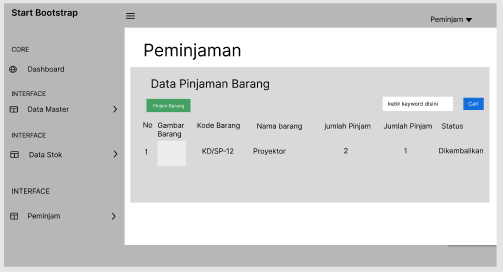 Start Bootstrap
Peminjam
CORE
Dashboard
INTERFACE
Data Master
INTERFACE
Data Stok
INTERFACE
Peminjam
Peminjaman
Data Pinjaman Barang
Pinjam Barang
ketik kayword disini
Cari
No Gambar Barang Kode Barang Nama barang jumlah Pinjam Jumlah Pinjam Status
1 KD/SP-12 Proyektor 2 1 Dikembalikan